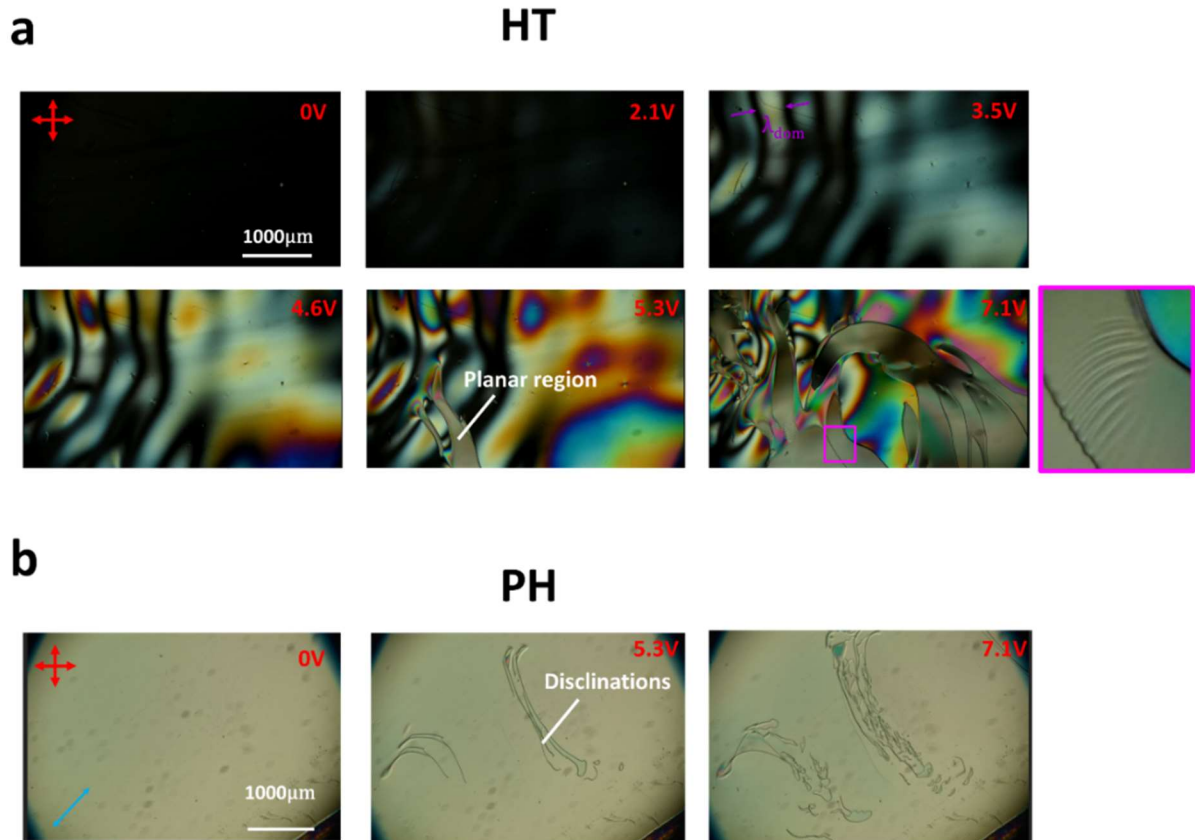 a
HT
0V
1000μm
2.1V
3.5V
λdom
4.6V
5.3V
Planar region
7.1V
b
PH
0V
1000μm
5.3V
Disclinations
7.1V